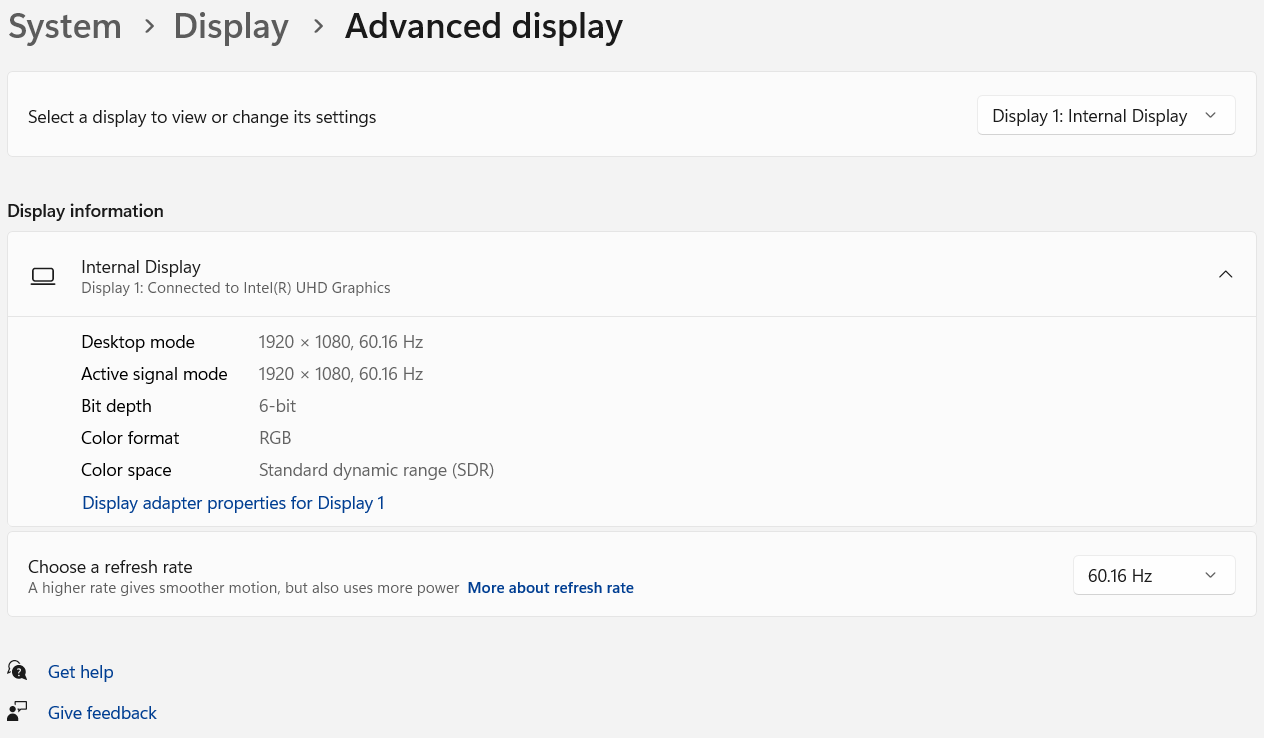 System > Display > Advanced display
Select a display to view or change its settings
Display 1: Internal Display
Display information
Internal Display
Display 1: Connected to Intel(R) UHD Graphics
Desktop mode 1920 × 1080, 60.16 Hz
Active signal mode 1920 × 1080, 60.16 Hz
Bit depth 6-bit
Color format RGB
Color space Standard dynamic range (SDR)
Display adapter properties for Display 1
Choose a refresh rate
A higher rate gives smoother motion, but also uses more power More about refresh rate
60.16 Hz
Get help
Give feedback